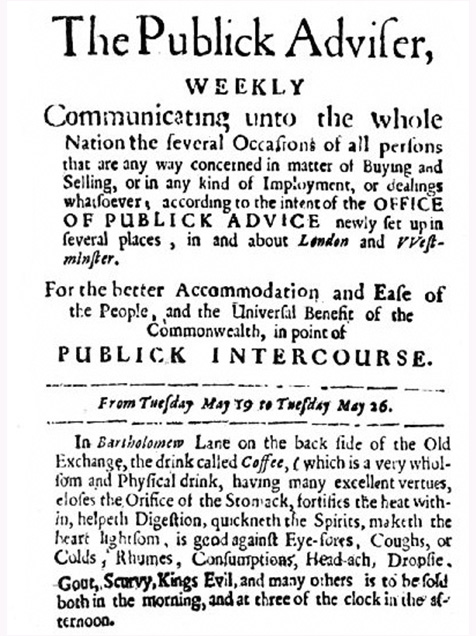 The Publick Adviſer,
WEEKLY
Communicating unto the whole
Nation the ſeveral Occaſions of all perſons
that are any way concerned in matter of Buying and
Selling, or in any kind of Imployment, or dealings
whatſoever, according to the intent of the OFFICE
OF PUBLICK ADVICE newly ſet up in
ſeveral places, in and about London and VVeſt-
minſter.
For the better Accommodation and Eaſe of
the People, and the Univerſal Benefit of the
Commonwealth, in point of
PUBLICK INTERCOURSE.
From Tueſday May 19 to Tueſday May 26.
In Bartholomew Lane on the back ſide of the Old
Exchange, the drink called Coffee, ( which is a very whol-
ſom and Phyſical drink, having many excellent vertues,
cloſes the Orifice of the Stomack, fortifies the heat with-
in, helpeth Digeſtion, quickneth the Spirits, maketh the
heart lightſom, is good againſt Eye-ſores, Coughs, or
Colds, Rhumes, Conſumptions, Head-ach, Dropſie,
Gout, Scurvy, Kings Evil, and many others is to be ſold
both in the morning, and at three of the clock in the af-
ternoon.